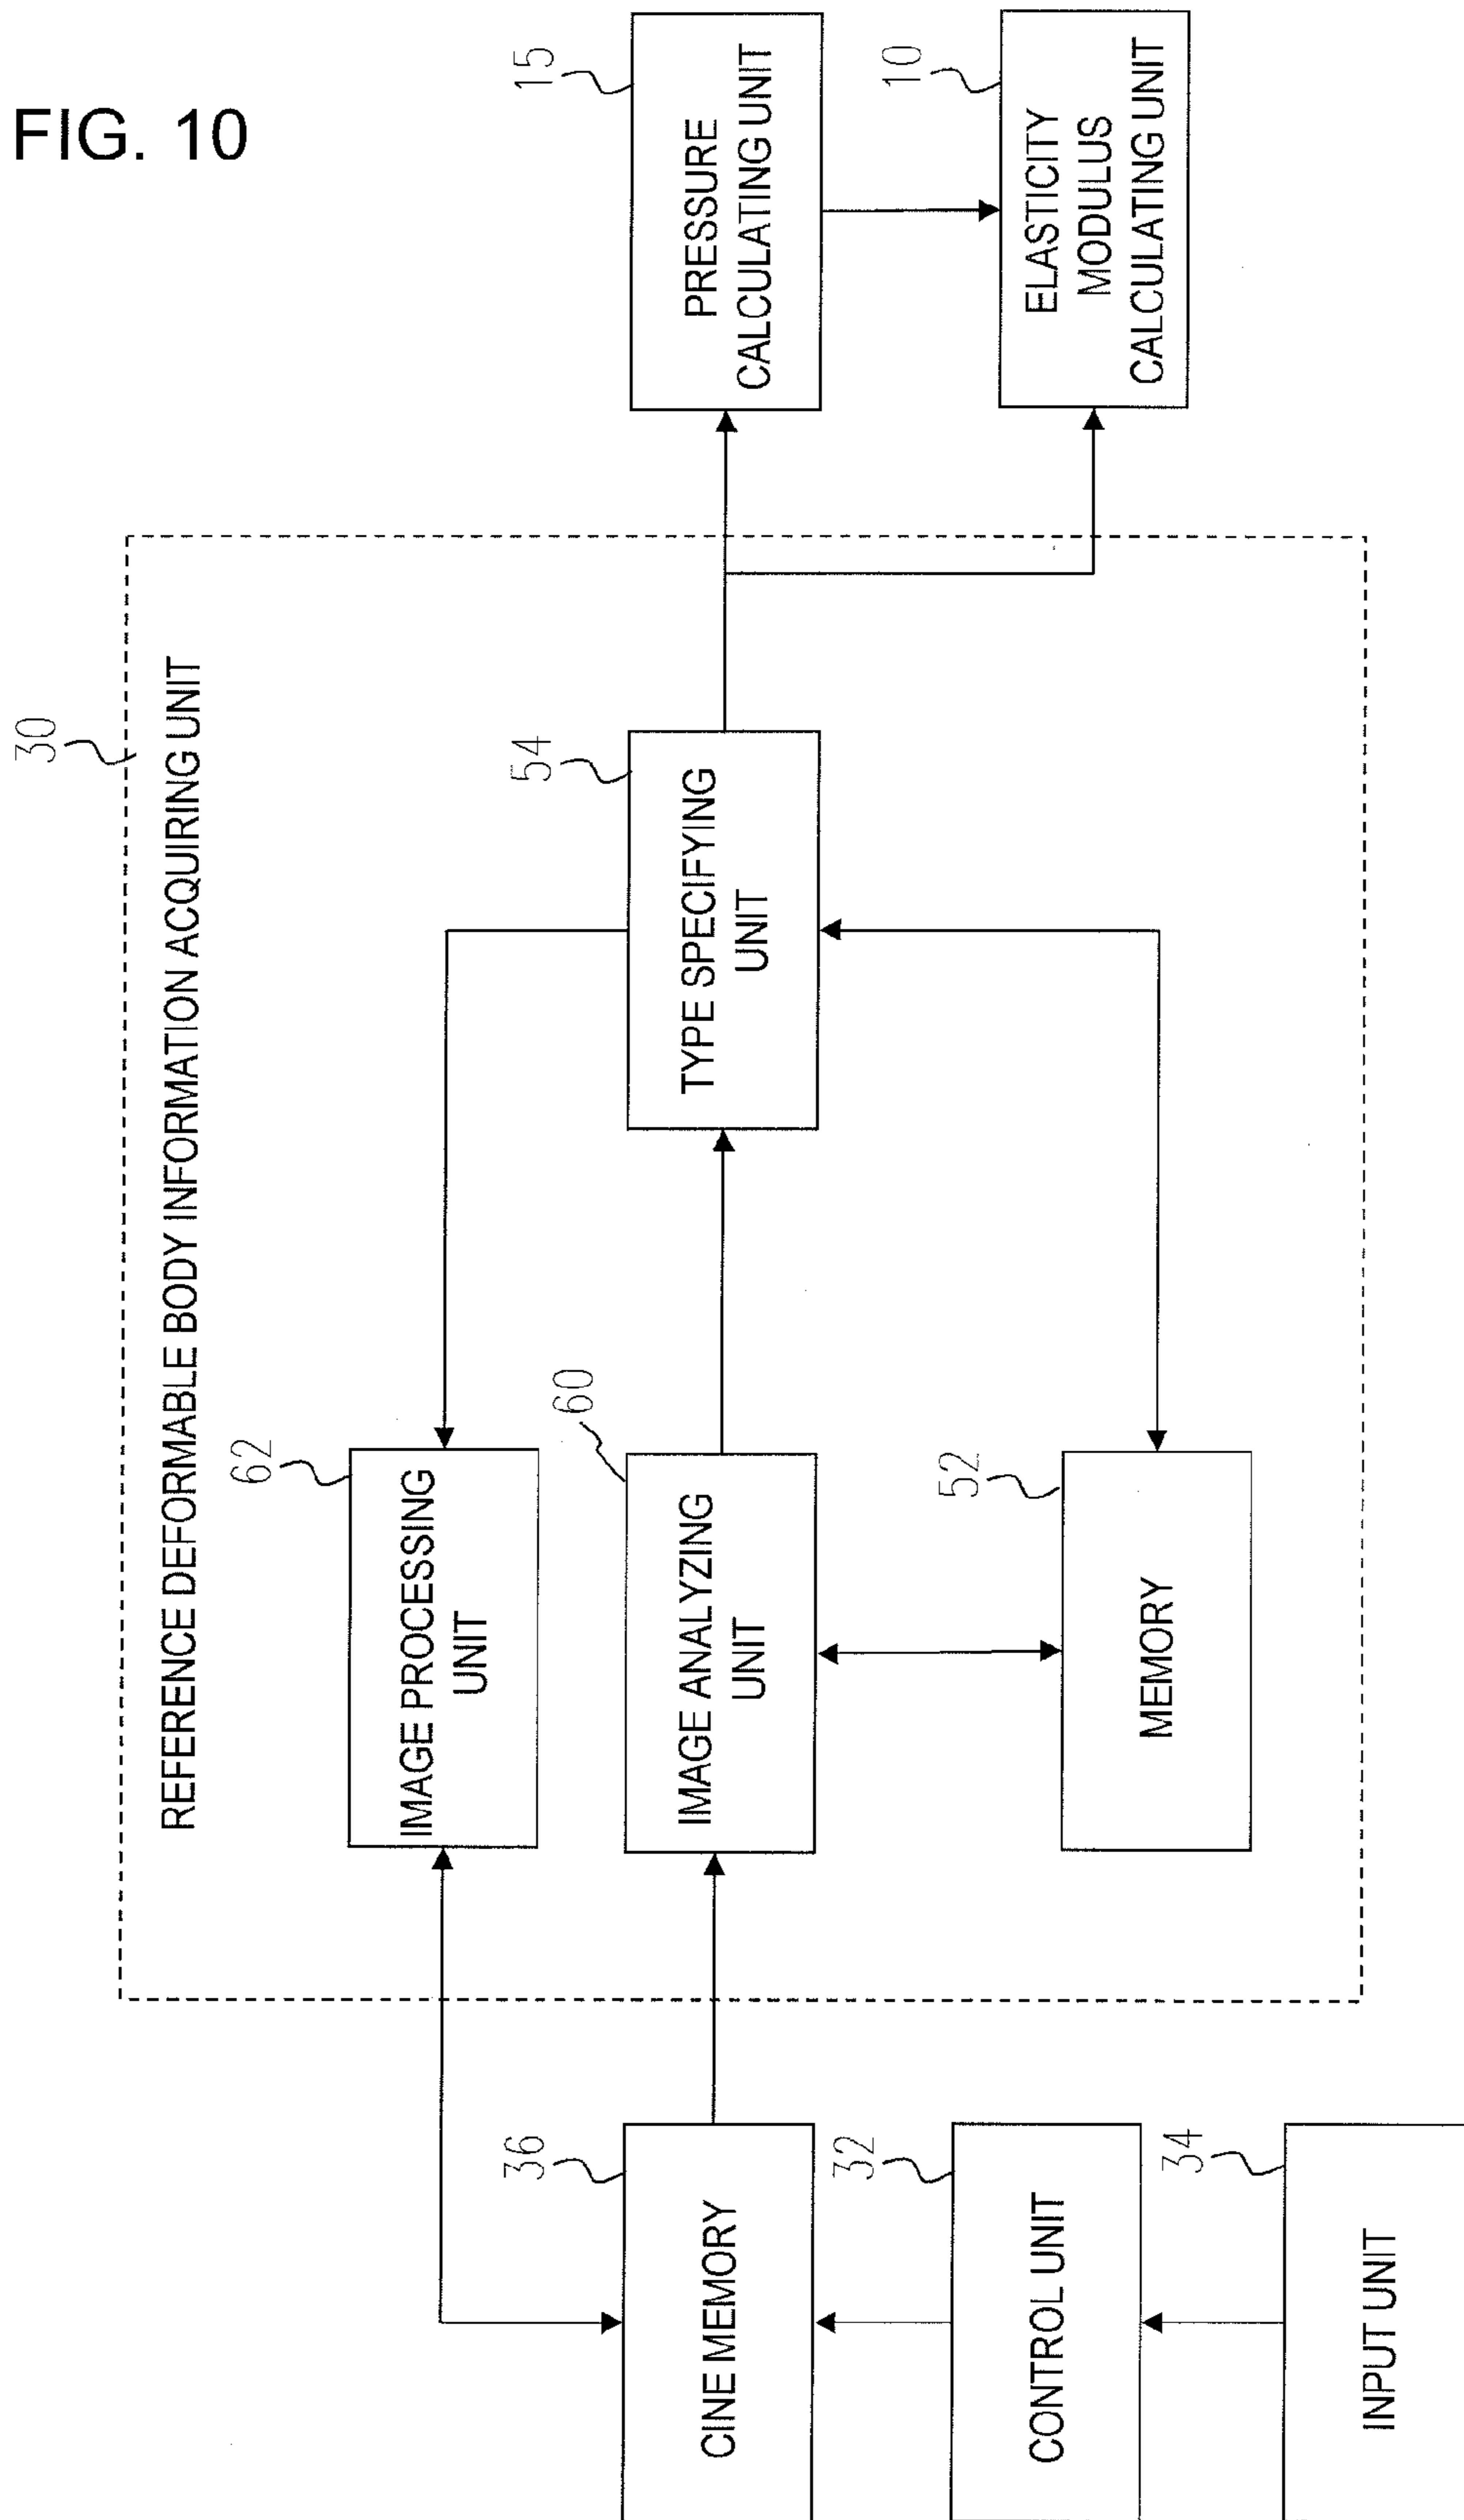 FIG. 10
30
REFERENCE DEFORMABLE BODY INFORMATION ACQUIRING UNIT
62
IMAGE PROCESSING
UNIT
36
CINE MEMORY
60
IMAGE ANALYZING
UNIT
54
TYPE SPECIFYING
UNIT
15
PRESSURE
CALCULATING UNIT
32
CONTROL UNIT
52
MEMORY
10
ELASTICITY
MODULUS
CALCULATING UNIT
34
INPUT UNIT